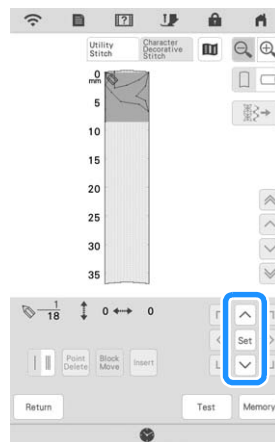 ?
Utility Stitch
Character Decorative Stitch
0
mm
5
10
15
20
25
30
35
1/18 0 0
Set
Point Delete
Block Move
Insert
Return
Test
Memory